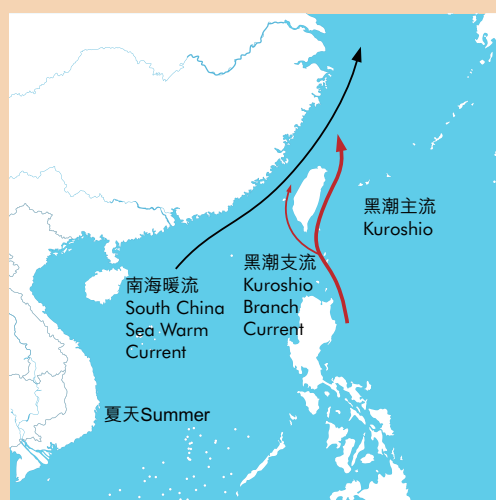 黑潮主流
Kuroshio
南海暖流
South China
Sea Warm
Current
黑潮支流
Kuroshio
Branch
Current
夏天Summer